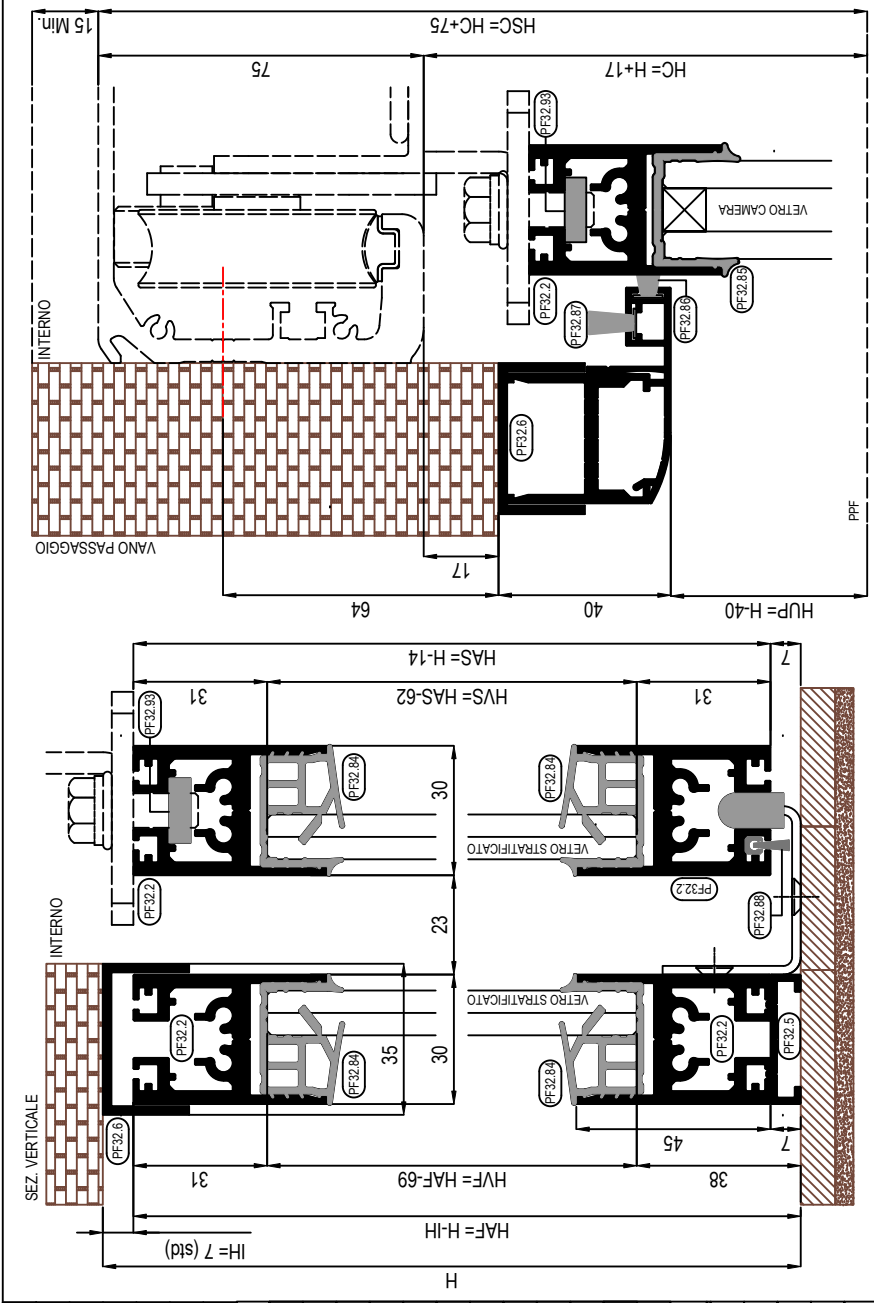 15 Min.
HSC= HC+75
75
HC= H+17
INTERNO
PF32.93
VETRO CAMERA
PF32.2
PF32.87
PF32.86
PF32.85
PF32.6
VANO PASSAGGIO
PPF
17
64
40
HUP= H-40
HAS= H-14
7
31
HVS= HAS-62
31
PF32.93
PF32.84
PF32.84
30
VETRO STRATIFICATO
PF32.2
PF32.2
PF32.88
INTERNO
23
SEZ. VERTICALE
PF32.2
VETRO STRATIFICATO
35
30
PF32.84
PF32.84
PF32.2
PF32.5
PF32.6
45
7
31
HVF= HAF-69
38
HAF= H-IH
IH= 7 (std)
H